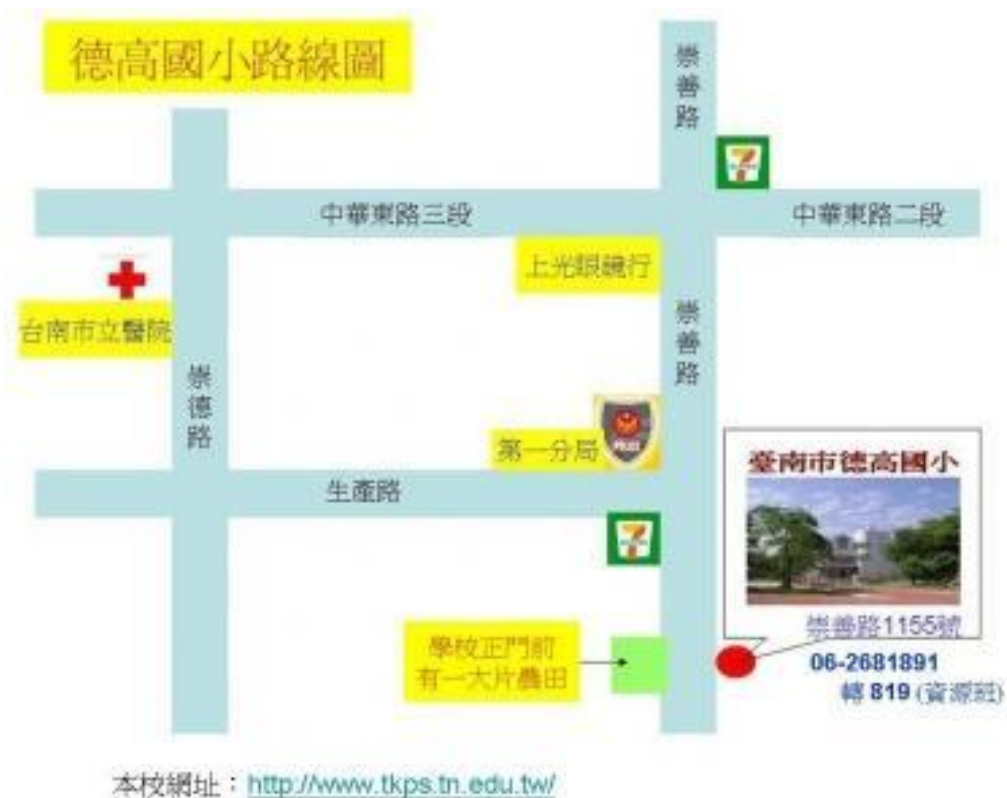 德高國小路線圖
崇善路
中華東路三段
中華東路二段
上光眼鏡行
台南市立醫院
崇德路
崇善路
第一分局
生產路
臺南市德高國小
崇善路1155號
06-2681891
轉 819 (資源班)
學校正門前
有一大片農田
本校網址：http://www.tkps.tn.edu.tw/